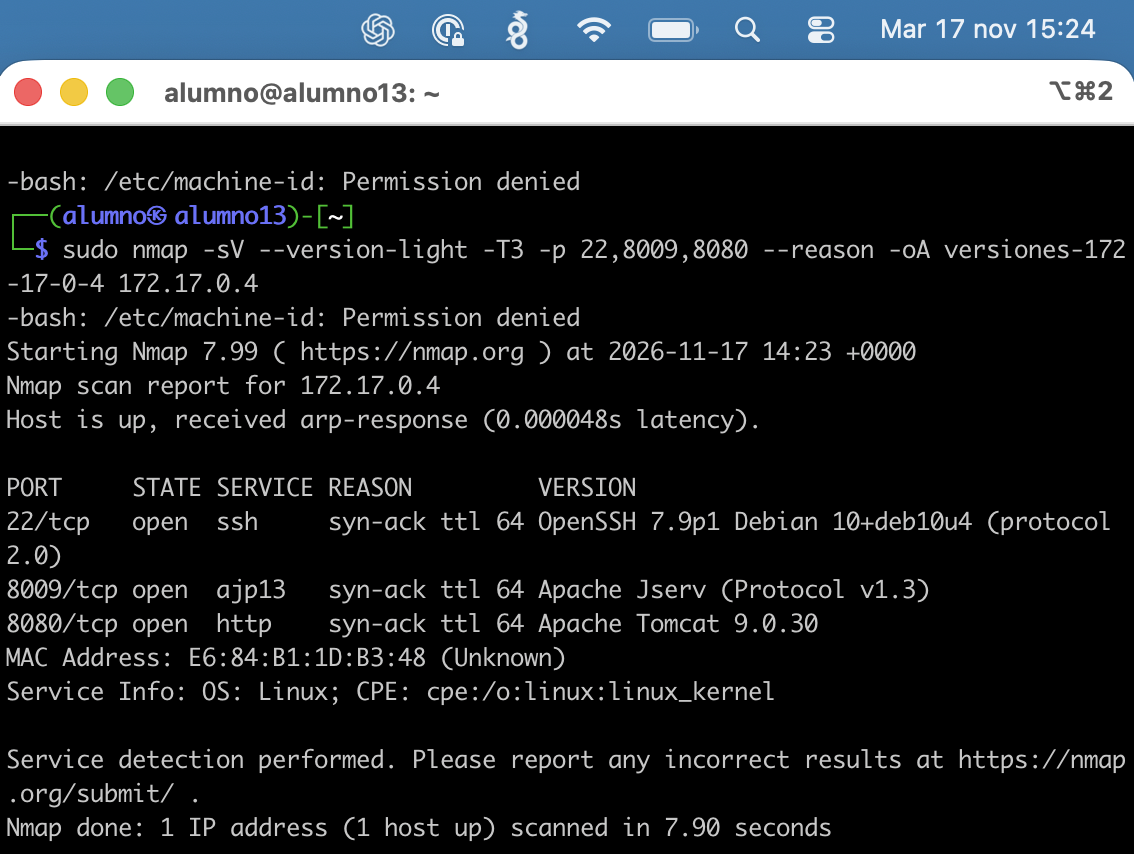 Mar 17 nov 15:24
alumno@alumno13: ~
⌥⌘2
-bash: /etc/machine-id: Permission denied
┌──(alumno㉿alumno13)-[~]
└─$ sudo nmap -sV --version-light -T3 -p 22,8009,8080 --reason -oA versiones-172
-17-0-4 172.17.0.4
-bash: /etc/machine-id: Permission denied
Starting Nmap 7.99 ( https://nmap.org ) at 2026-11-17 14:23 +0000
Nmap scan report for 172.17.0.4
Host is up, received arp-response (0.000048s latency).
PORT     STATE SERVICE REASON         VERSION
22/tcp   open  ssh     syn-ack ttl 64 OpenSSH 7.9p1 Debian 10+deb10u4 (protocol
2.0)
8009/tcp open  ajp13   syn-ack ttl 64 Apache Jserv (Protocol v1.3)
8080/tcp open  http    syn-ack ttl 64 Apache Tomcat 9.0.30
MAC Address: E6:84:B1:1D:B3:48 (Unknown)
Service Info: OS: Linux; CPE: cpe:/o:linux:linux_kernel
Service detection performed. Please report any incorrect results at https://nmap
.org/submit/ .
Nmap done: 1 IP address (1 host up) scanned in 7.90 seconds